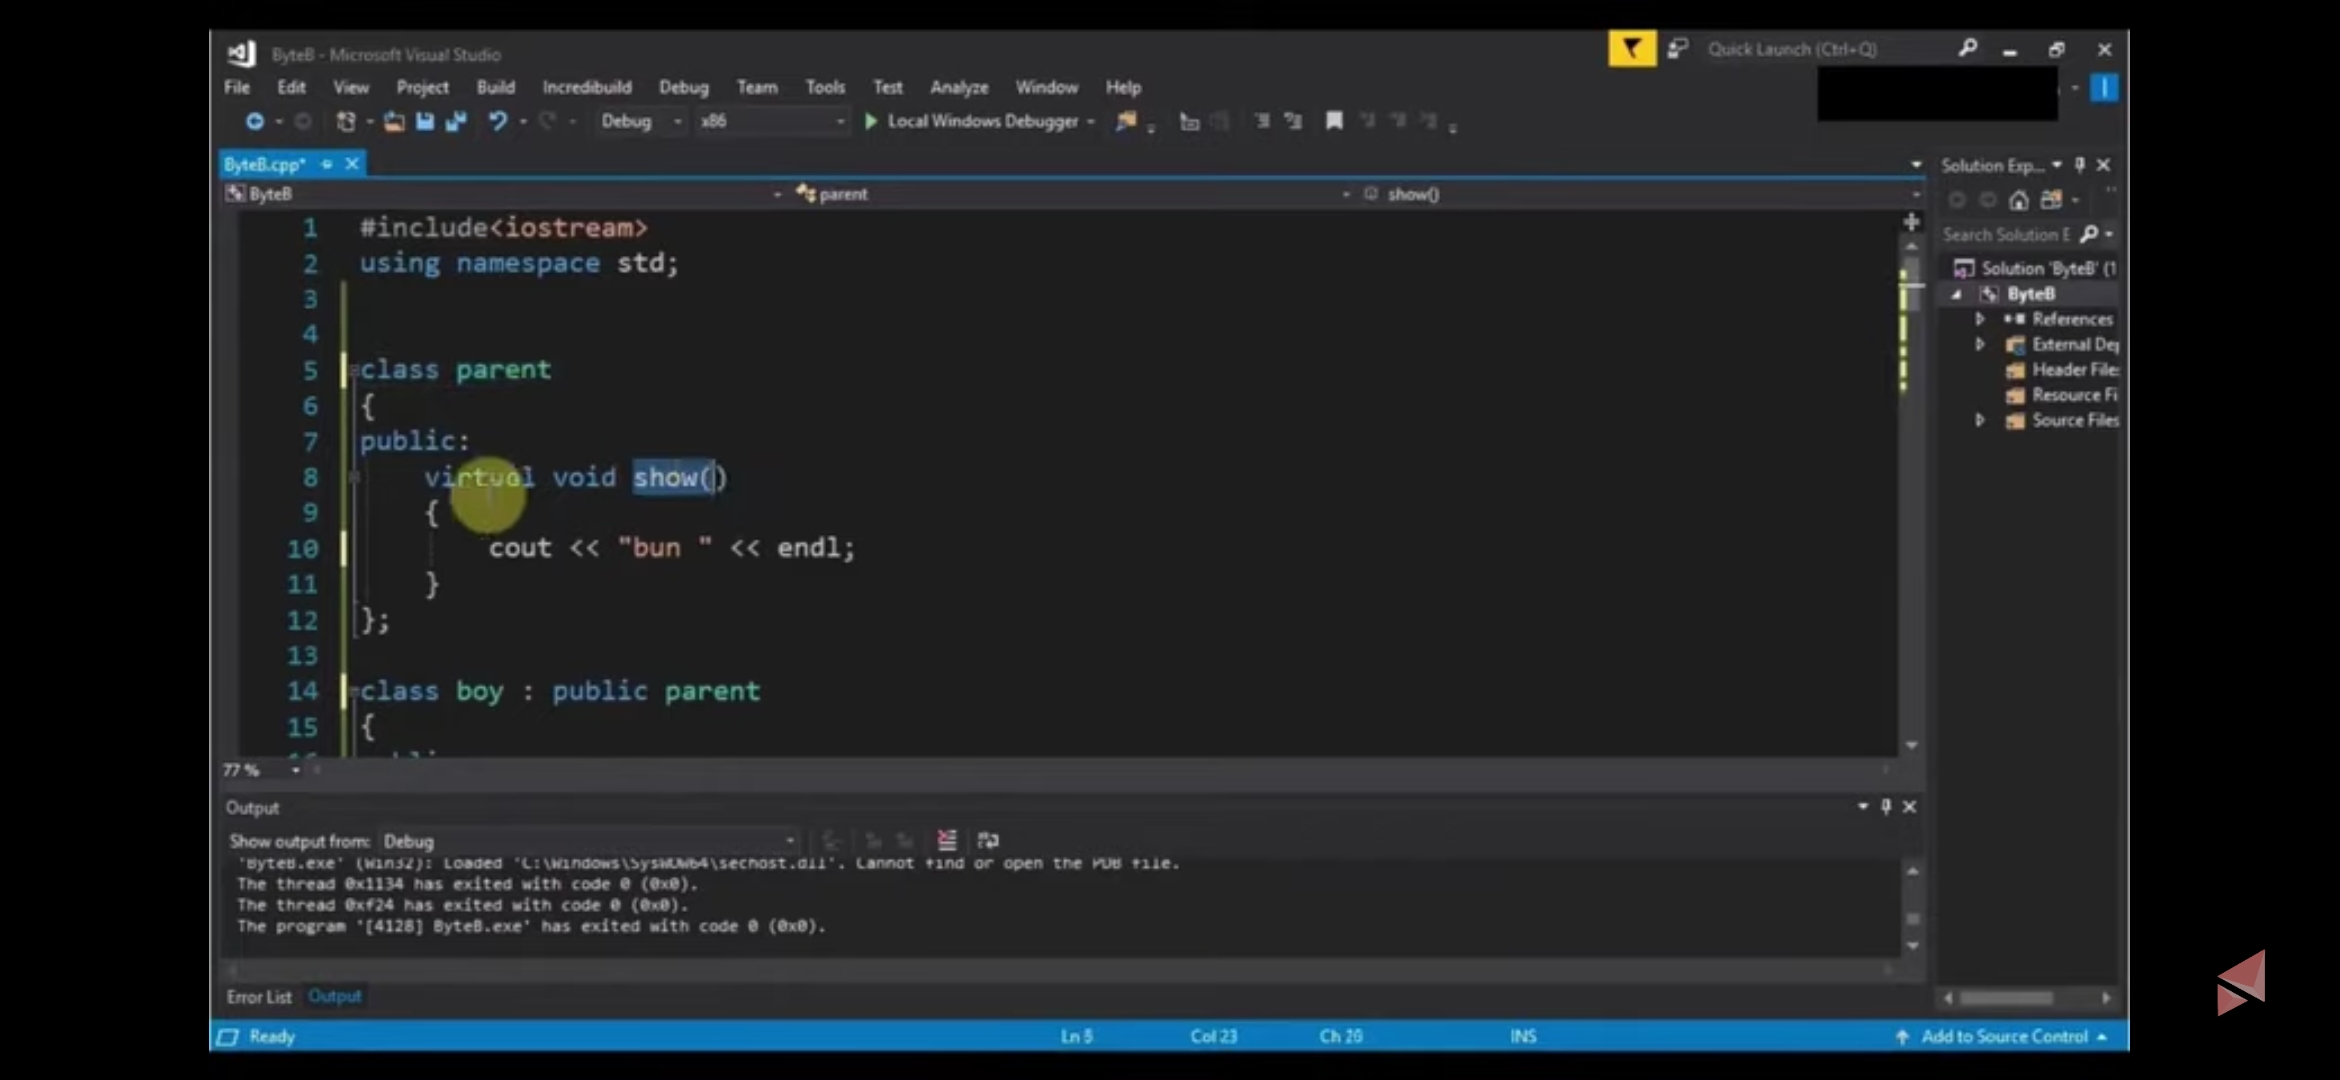 ByteB - Microsoft Visual Studio
Quick Launch (Ctrl+Q)
File Edit View Project Build Incredibuild Debug Team Tools Test Analyze Window Help
Debug x86 Local Windows Debugger
ByteB.cpp*
Solution Exp...
ByteB parent show()
Search Solution E
Solution 'ByteB' (1
ByteB
References
External Dep
Header Files
Resource Fi
Source Files
1 #include<iostream>
2 using namespace std;
3
4
5 class parent
6 {
7 public:
8 virtual void show()
9 {
10 cout << "bun " << endl;
11 }
12 };
13
14 class boy : public parent
15 {
77 %
Output
Show output from: Debug
'ByteB.exe' (Win32): Loaded 'C:\Windows\SysWOW64\sechost.dll'. Cannot find or open the PDB file.
The thread 0x1134 has exited with code 0 (0x0).
The thread 0xf24 has exited with code 0 (0x0).
The program '[4128] ByteB.exe' has exited with code 0 (0x0).
Error List Output
Ready Col 23 INS Add to Source Control